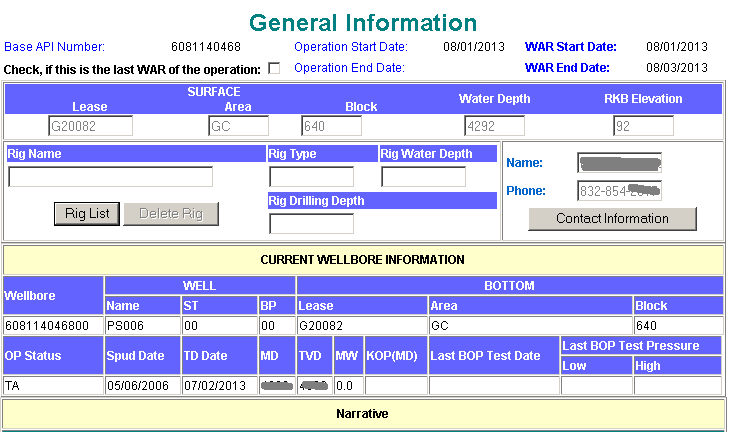 General Information
Base API Number: 6081140468 Operation Start Date: 08/01/2013 WAR Start Date: 08/01/2013
Check, if this is the last WAR of the operation: Operation End Date: WAR End Date: 08/03/2013
SURFACE
Lease Area Block Water Depth RKB Elevation
G20082 GC 640 4292 92
Rig Name Rig Type Rig Water Depth
Name:
Phone: 832-854-
Rig List Delete Rig Rig Drilling Depth
Contact Information
CURRENT WELLBORE INFORMATION
Wellbore WELL BOTTOM
Name ST BP Lease Area Block
608114046800 PS006 00 00 G20082 GC 640
OP Status Spud Date TD Date MD TVD MW KOP(MD) Last BOP Test Date Last BOP Test Pressure
Low High
TA 05/06/2006 07/02/2013 0.0
Narrative